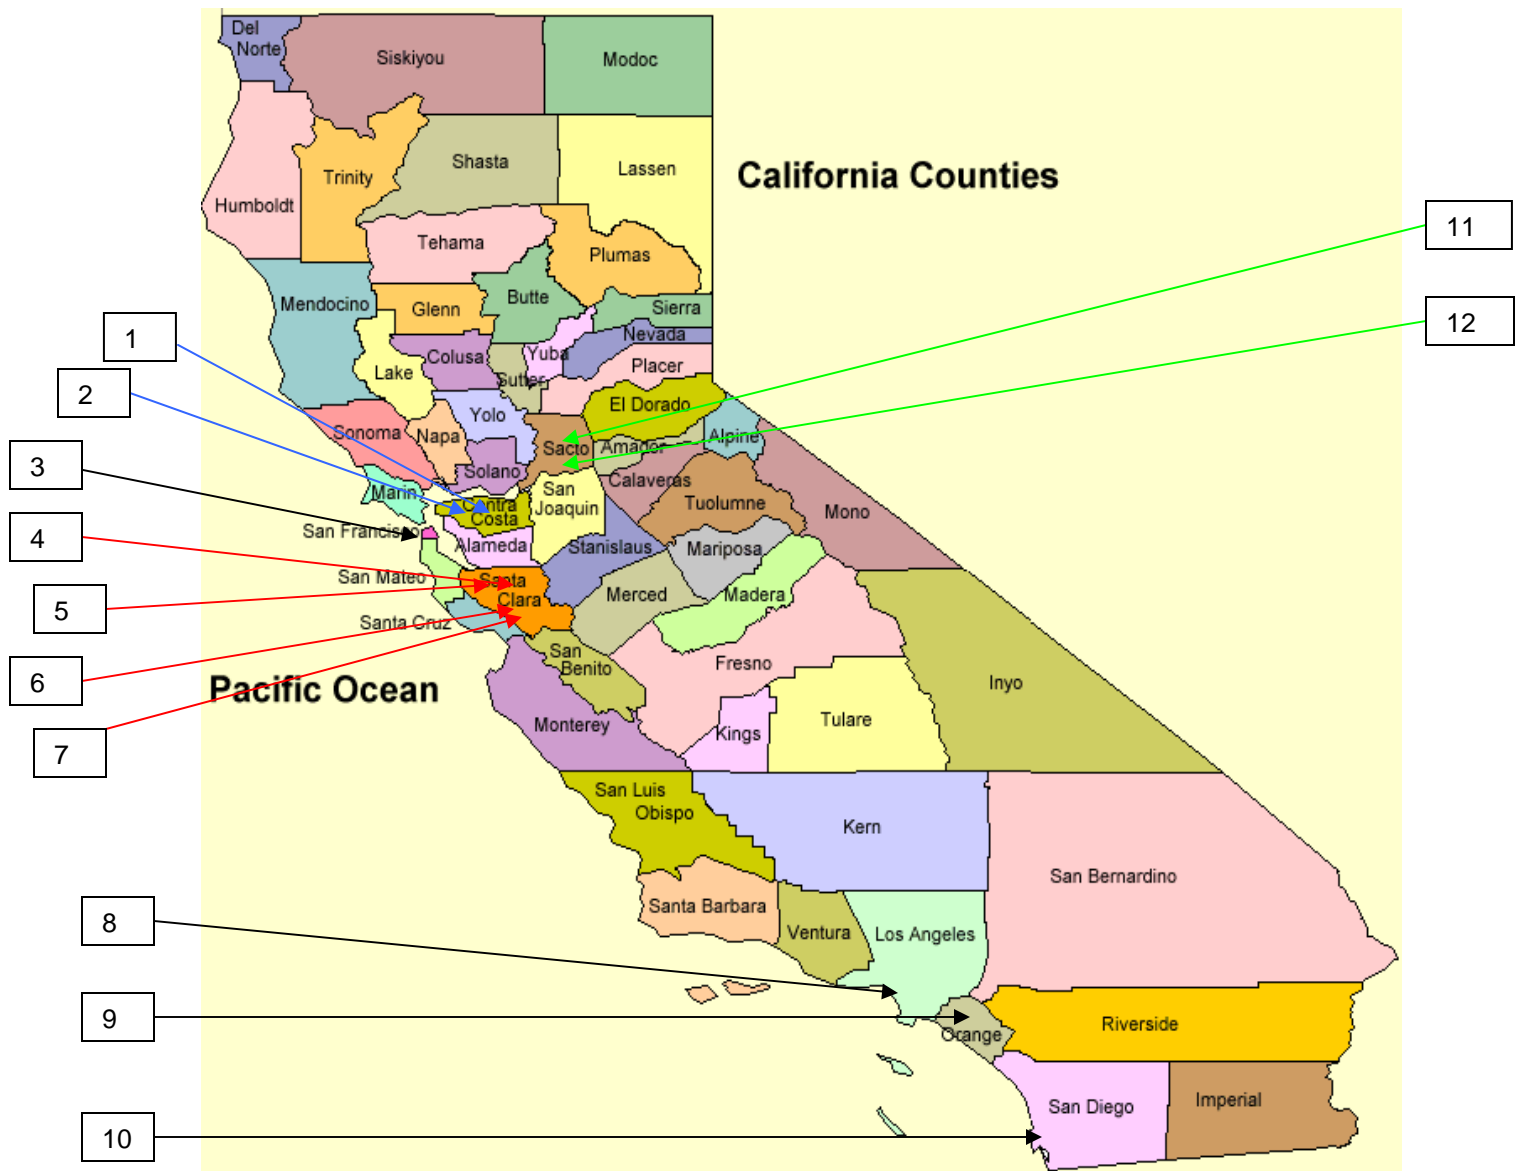 Del
Norte
Siskiyou
Modoc
Shasta
Lassen
Trinity
California Counties
Humboldt
11
Tehama
Plumas
Mendocino
Butte
Glenn
Sierra
12
1
Nevada
Colusa
Yuba
Placer
Lake
Sutter
2
El Dorado
Yolo
Sonoma
Napa
Alpine
Sacto
Amador
3
Solano
Calaveras
Marin
San
Joaquin
Tuolumne
Contra
Costa
Mono
San Francisco
4
Alameda
Stanislaus
Mariposa
San Mateo
Santa
Clara
Merced
Madera
5
Santa Cruz
San
Benito
Fresno
6
Pacific Ocean
Inyo
Monterey
Kings
Tulare
7
San Luis
Obispo
Kern
San Bernardino
8
Santa Barbara
Ventura
Los Angeles
9
Orange
Riverside
San Diego
Imperial
10